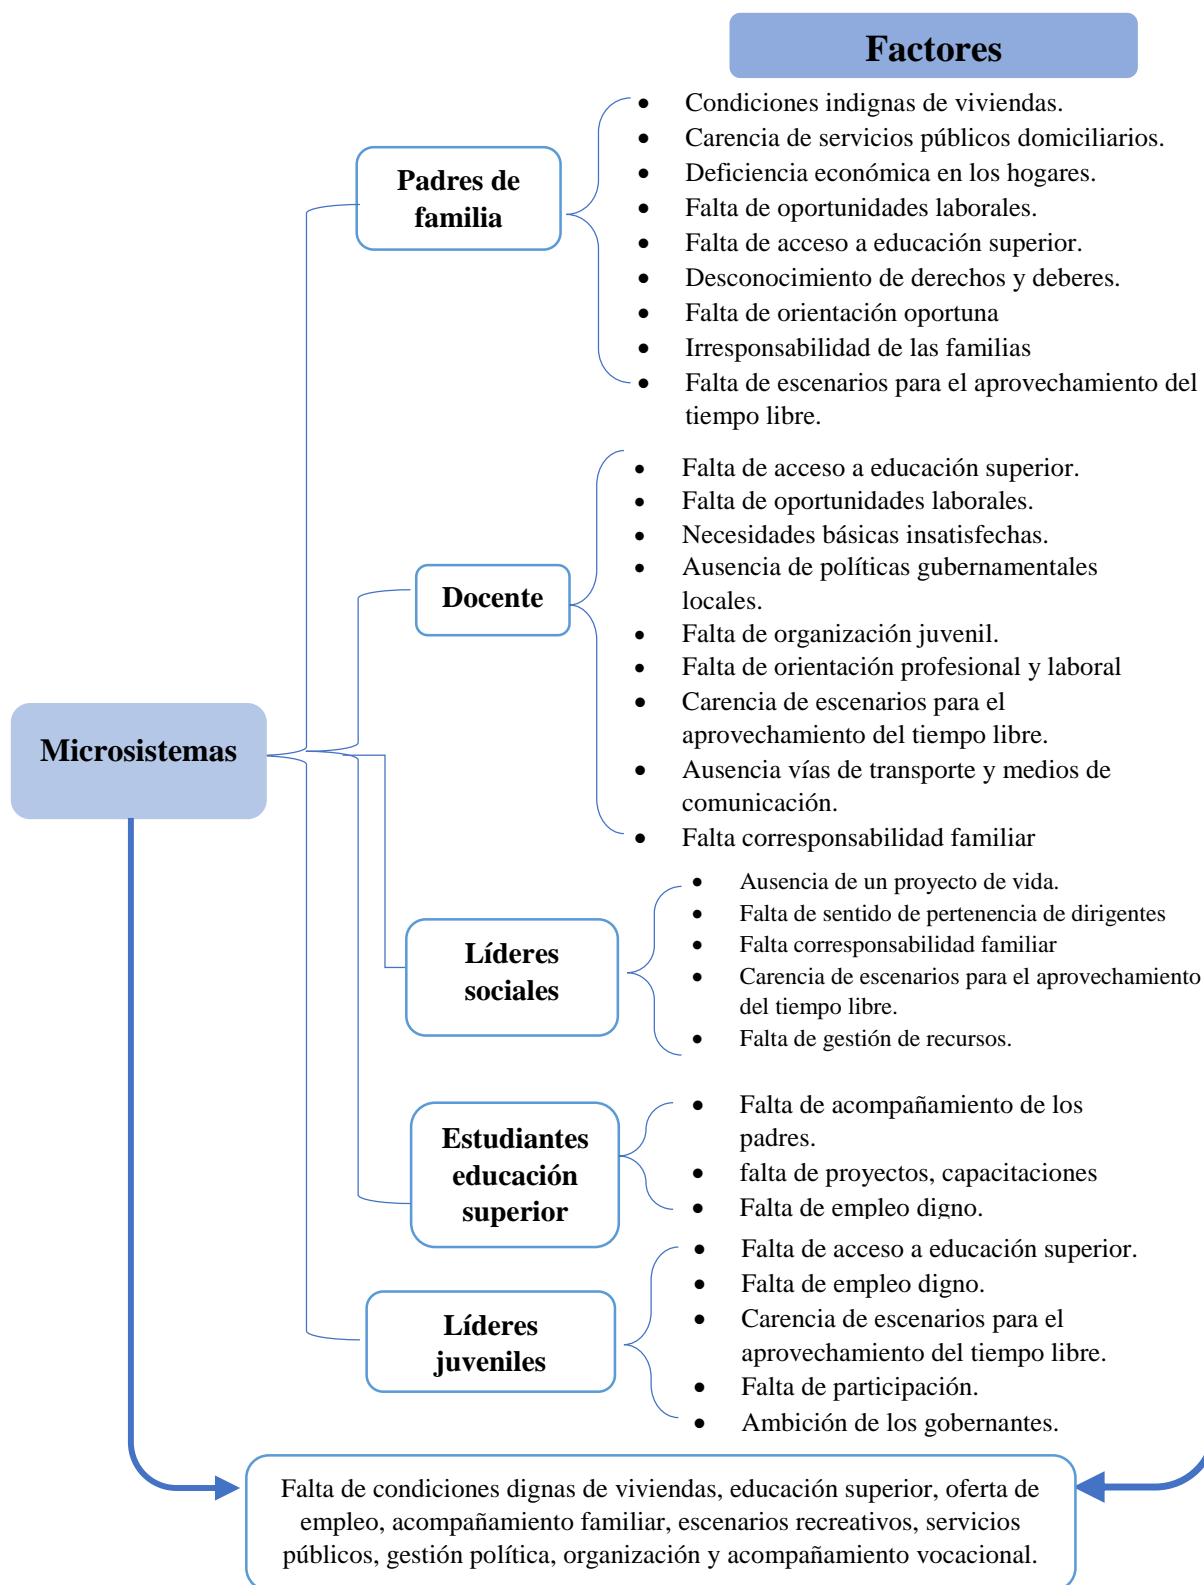 Factores
Microsistemas
Padres de
familia
• Condiciones indignas de viviendas.
• Carencia de servicios públicos domiciliarios.
• Deficiencia económica en los hogares.
• Falta de oportunidades laborales.
• Falta de acceso a educación superior.
• Desconocimiento de derechos y deberes.
• Falta de orientación oportuna
• Irresponsabilidad de las familias
• Falta de escenarios para el aprovechamiento del
tiempo libre.
Docente
• Falta de acceso a educación superior.
• Falta de oportunidades laborales.
• Necesidades básicas insatisfechas.
• Ausencia de políticas gubernamentales
locales.
• Falta de organización juvenil.
• Falta de orientación profesional y laboral
• Carencia de escenarios para el
aprovechamiento del tiempo libre.
• Ausencia vías de transporte y medios de
comunicación.
• Falta corresponsabilidad familiar
Líderes
sociales
• Ausencia de un proyecto de vida.
• Falta de sentido de pertenencia de dirigentes
• Falta corresponsabilidad familiar
• Carencia de escenarios para el aprovechamiento
del tiempo libre.
• Falta de gestión de recursos.
Estudiantes
educación
superior
• Falta de acompañamiento de los
padres.
• falta de proyectos, capacitaciones
• Falta de empleo digno.
Líderes
juveniles
• Falta de acceso a educación superior.
• Falta de empleo digno.
• Carencia de escenarios para el
aprovechamiento del tiempo libre.
• Falta de participación.
• Ambición de los gobernantes.
Falta de condiciones dignas de viviendas, educación superior, oferta de
empleo, acompañamiento familiar, escenarios recreativos, servicios
públicos, gestión política, organización y acompañamiento vocacional.